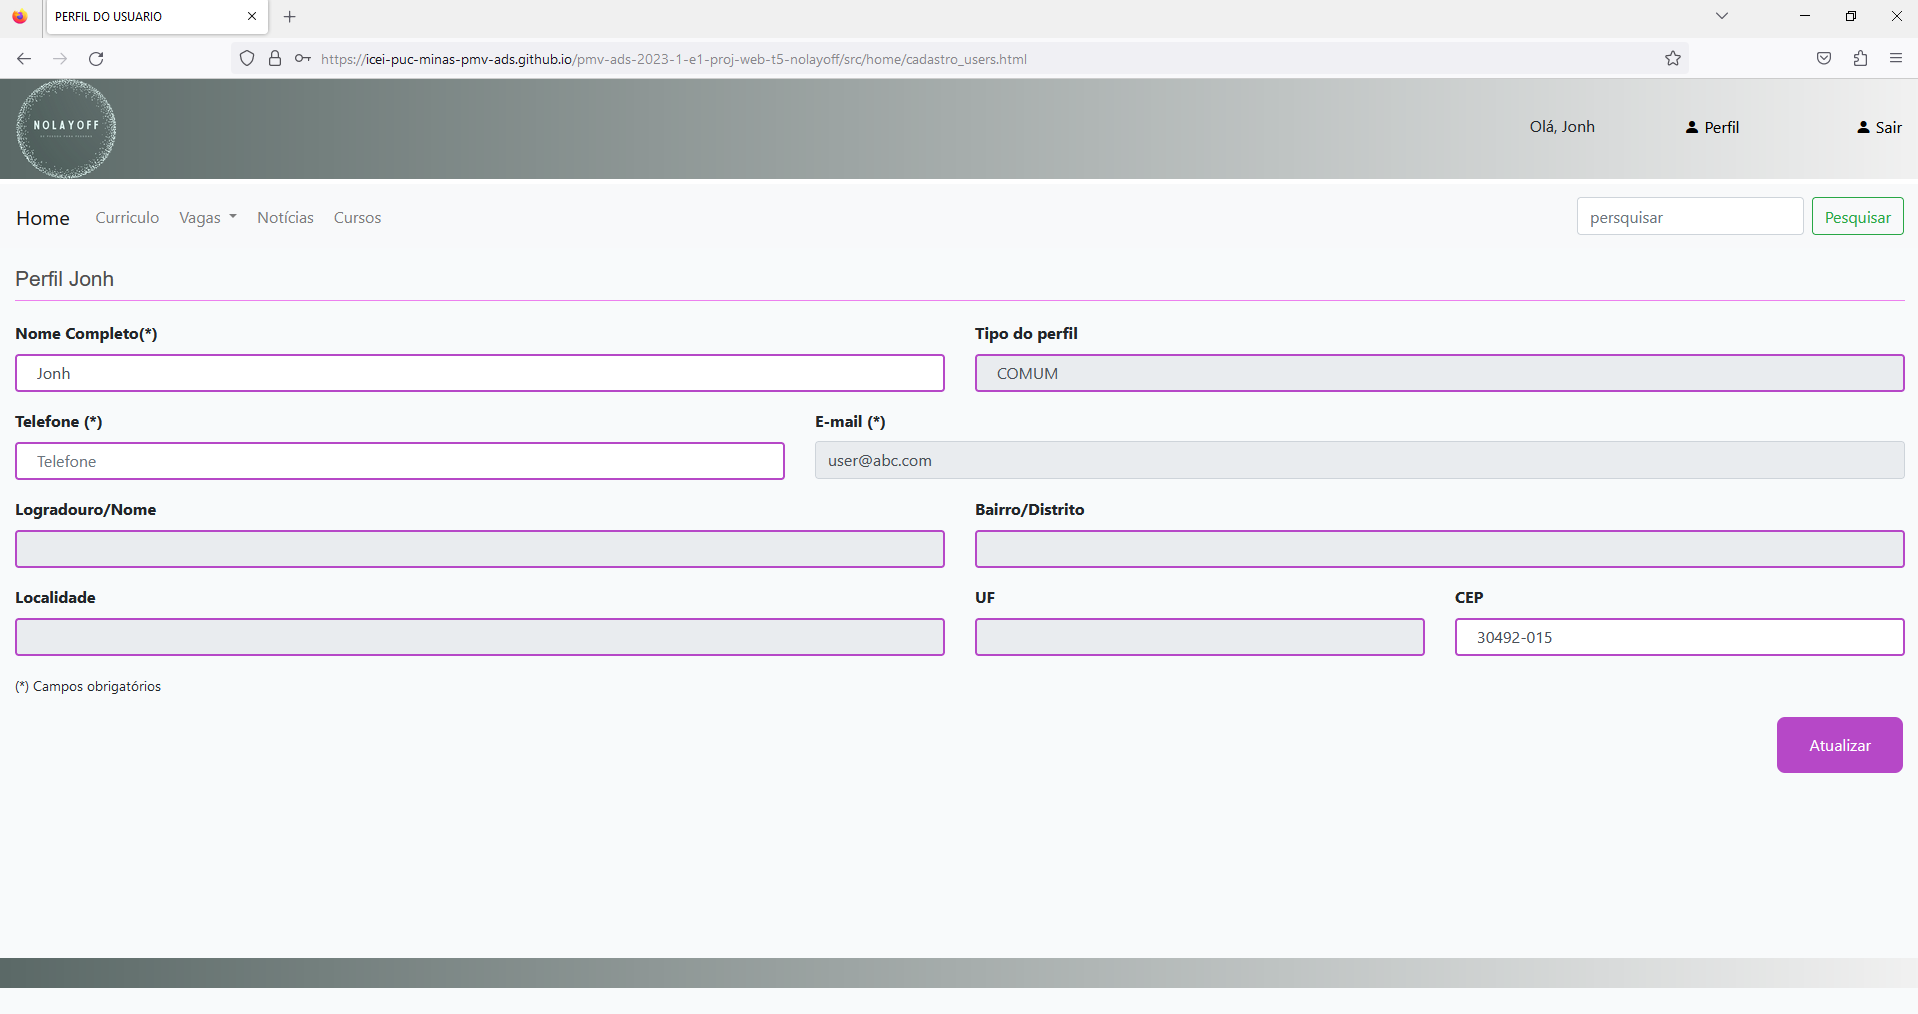 PERFIL DO USUARIO
https://icei-puc-minas-pmv-ads.github.io/pmv-ads-2023-1-e1-proj-web-t5-nolayoff/src/home/cadastro_users.html
NOLAYOFF
Olá, Jonh
Perfil
Sair
Home
Curriculo
Vagas
Notícias
Cursos
persquisar
Pesquisar
Perfil Jonh
Nome Completo(*)
Tipo do perfil
Jonh
COMUM
Telefone (*)
E-mail (*)
Telefone
user@abc.com
Logradouro/Nome
Bairro/Distrito
Localidade
UF
CEP
30492-015
(*) Campos obrigatórios
Atualizar